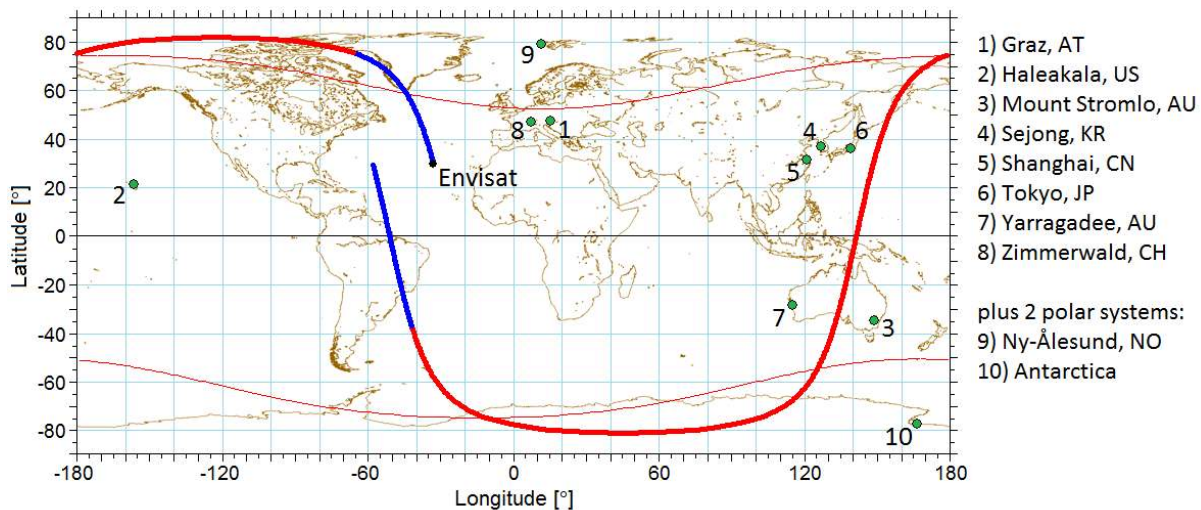 80
60
40
20
0
-20
-40
-60
-80
Latitude [°]
-180
-120
-60
0
60
120
180
Longitude [°]
9
8
1
4
6
5
2
Envisat
7
3
10
1) Graz, AT
2) Haleakala, US
3) Mount Stromlo, AU
4) Sejong, KR
5) Shanghai, CN
6) Tokyo, JP
7) Yarragadee, AU
8) Zimmerwald, CH
plus 2 polar systems:
9) Ny-Ålesund, NO
10) Antarctica